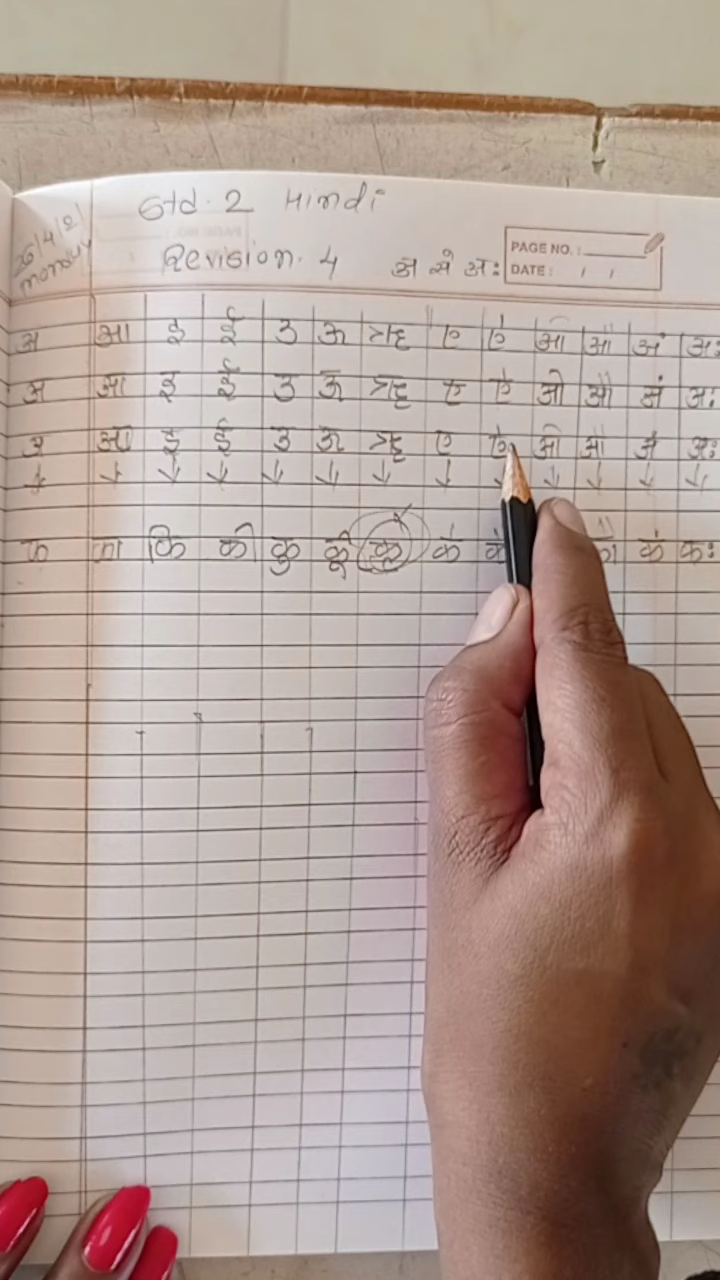 Std. 2 Hindi
26/4/21
Monday
Revision. 4 अ से अः
PAGE NO. :
DATE : / /
अ आ इ ई उ ऊ ऋ ए ऐ ओ औ अं अः
अ आ इ ई उ ऊ ऋ ए ऐ ओ औ अं अः
अ आ इ ई उ ऊ ऋ ए ऐ ओ औ अं अः
क का कि की कु कू कं कः